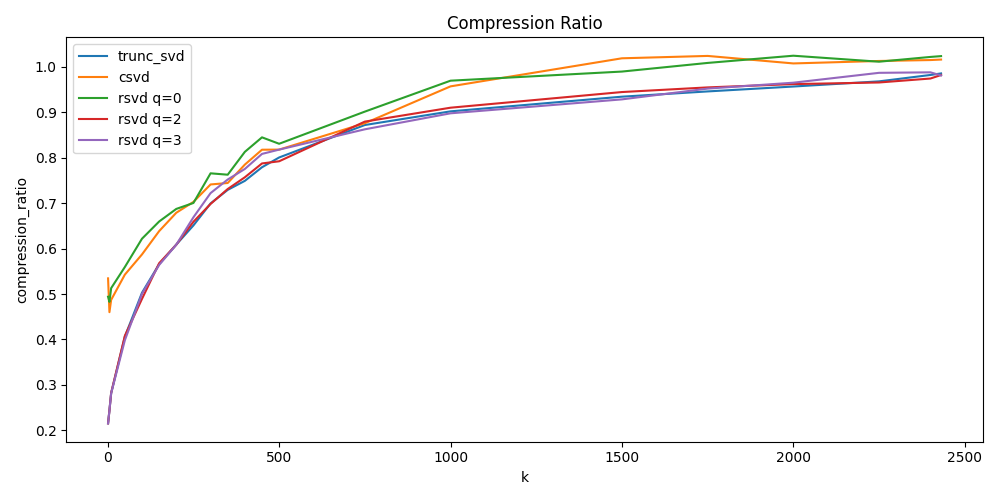 Compression Ratio
trunc_svd
csvd
rsvd q=0
rsvd q=2
rsvd q=3
compression_ratio
1.0
0.9
0.8
0.7
0.6
0.5
0.4
0.3
0.2
0 500 1000 1500 2000 2500
k